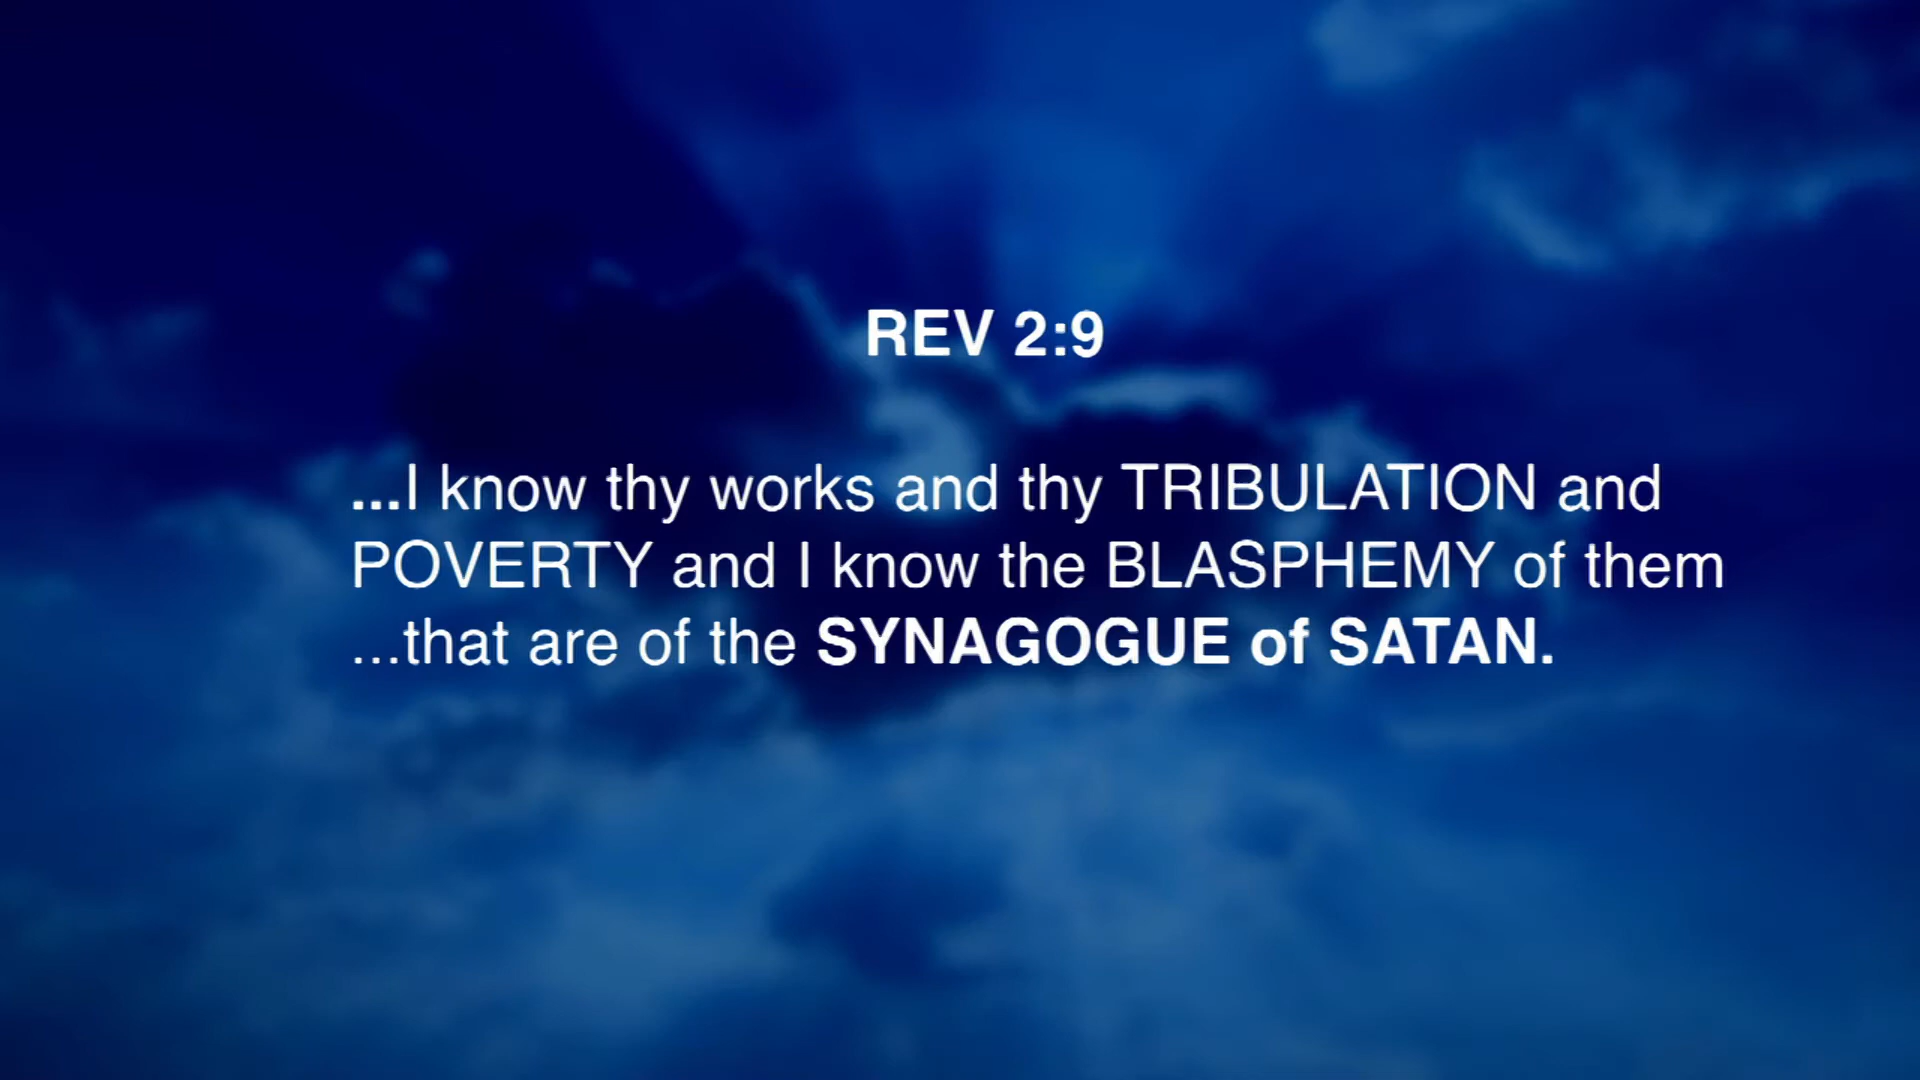 REV 2:9
...I know thy works and thy TRIBULATION and
POVERTY and I know the BLASPHEMY of them
...that are of the SYNAGOGUE of SATAN.